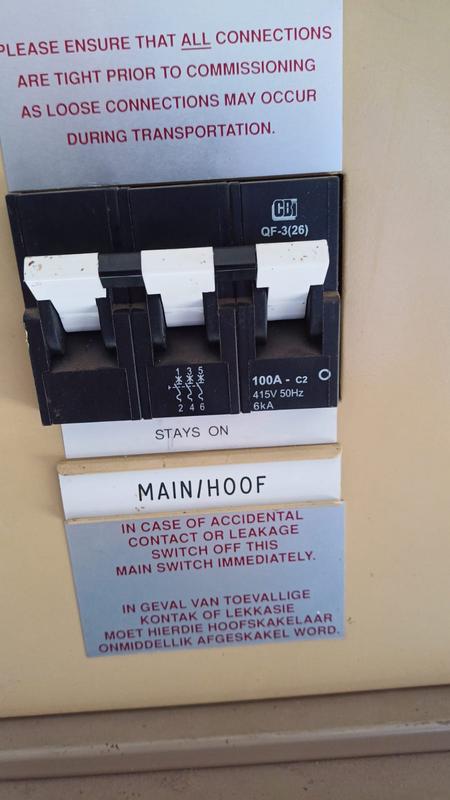 PLEASE ENSURE THAT ALL CONNECTIONS
ARE TIGHT PRIOR TO COMMISSIONING
AS LOOSE CONNECTIONS MAY OCCUR
DURING TRANSPORTATION.
CBI
QF-3(26)
1 3 5
2 4 6
100A - C2 O
415V 50Hz
6kA
STAYS ON
MAIN/HOOF
IN CASE OF ACCIDENTAL
CONTACT OR LEAKAGE
SWITCH OFF THIS
MAIN SWITCH IMMEDIATELY.
IN GEVAL VAN TOEVALLIGE
KONTAK OF LEKKASIE
MOET HIERDIE HOOFSKAKELAAR
ONMIDDELLIK AFGESKAKEL WORD.